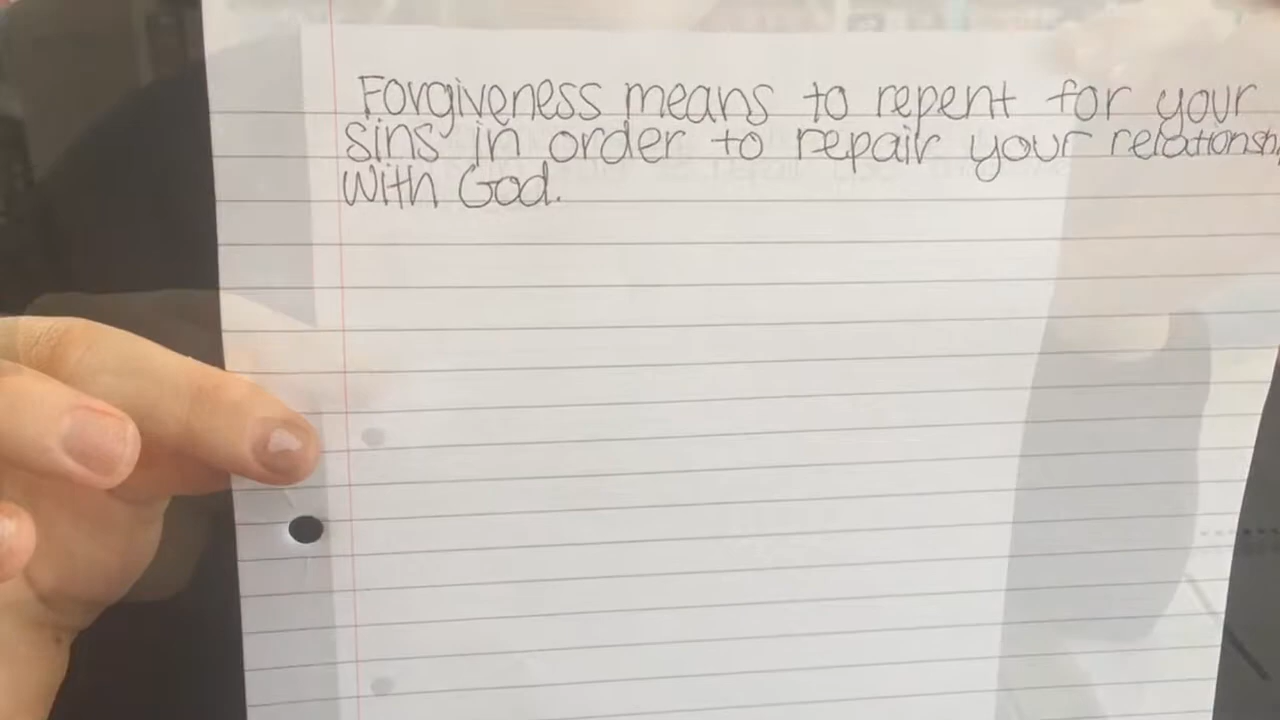 Forgiveness means to repent for your
sins in order to repair your relationsh
with God.